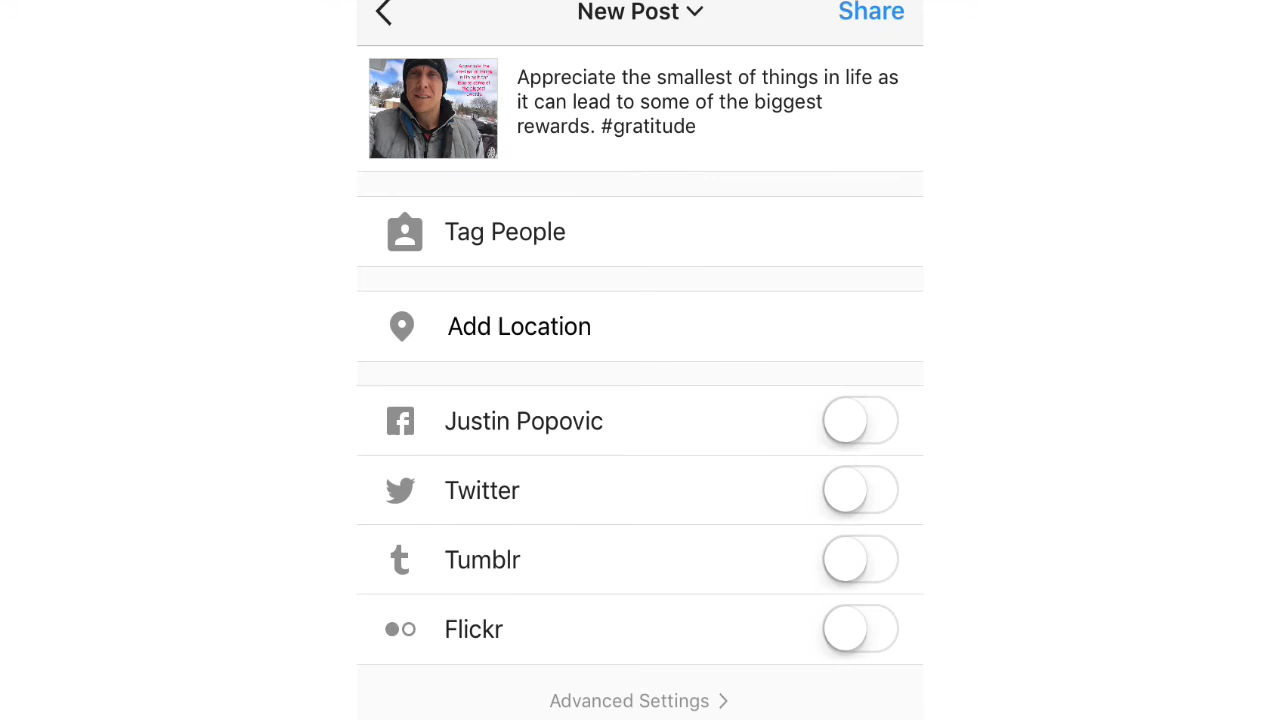 New Post
Share
Appreciate the smallest of things in life as
it can lead to some of the biggest
rewards. #gratitude
Tag People
Add Location
Justin Popovic
Twitter
Tumblr
Flickr
Advanced Settings